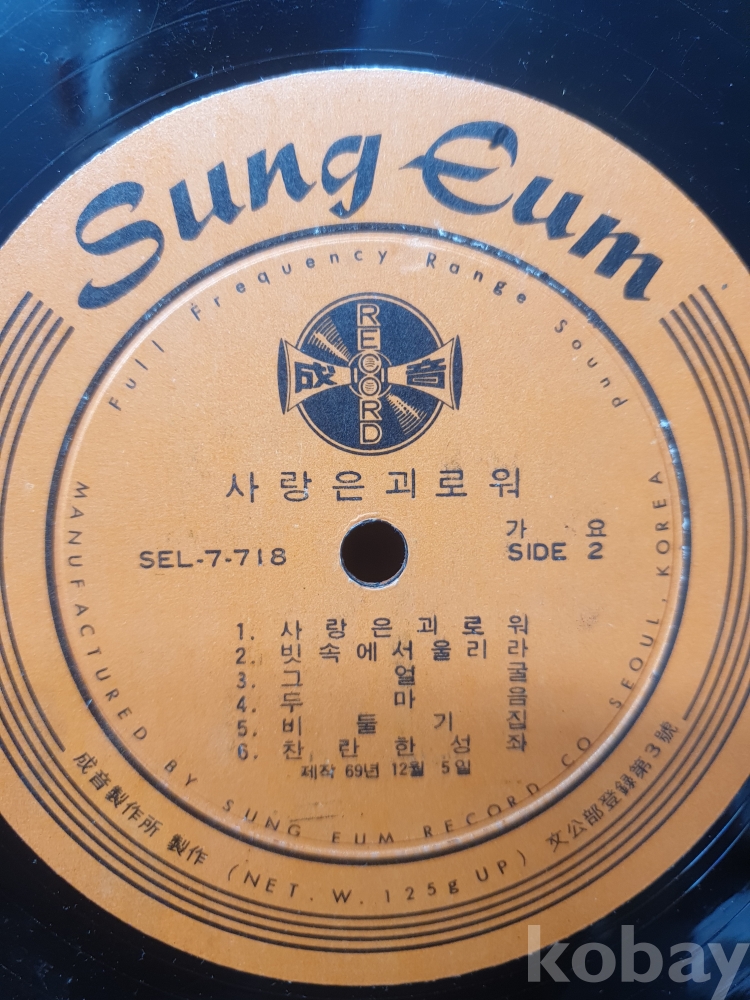 Sung Eum
Full Frequency Range Sound
RECORD
成音
사랑은괴로워
가요
SEL-7-718
SIDE 2
1. 사랑은괴로워
2. 빗속에서울리라
3. 그얼굴
4. 두마음
5. 비둘기집
6. 찬란한성좌
제작 69년 12월 5일
MANUFACTURED BY SUNG EUM RECORD CO. SEOUL, KOREA
成音製作所 製作 (NET. W. 125g UP) 文公部登録第3號
kobay